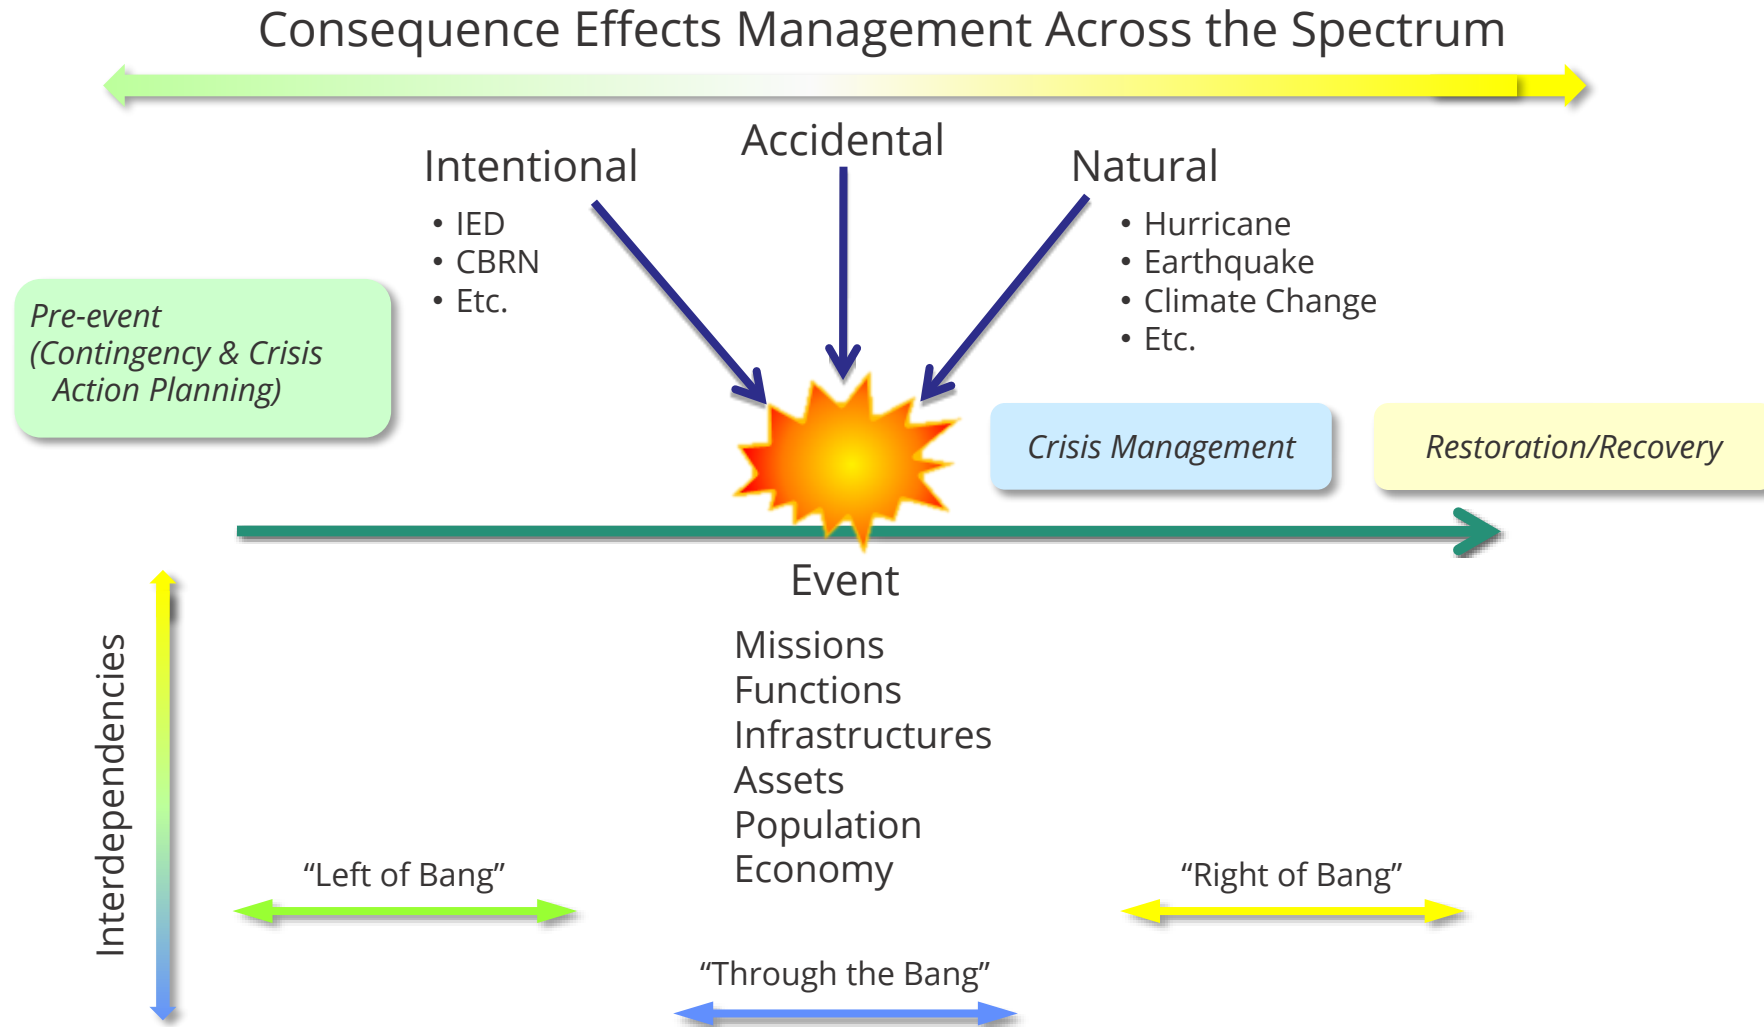 Consequence Effects Management Across the Spectrum
Accidental
Intentional
• IED
• CBRN
• Etc.
Natural
• Hurricane
• Earthquake
• Climate Change
• Etc.
Pre-event
(Contingency & Crisis
Action Planning)
Crisis Management
Restoration/Recovery
Event
Missions
Functions
Infrastructures
Assets
Population
Economy
Interdependencies
“Left of Bang”
“Right of Bang”
“Through the Bang”